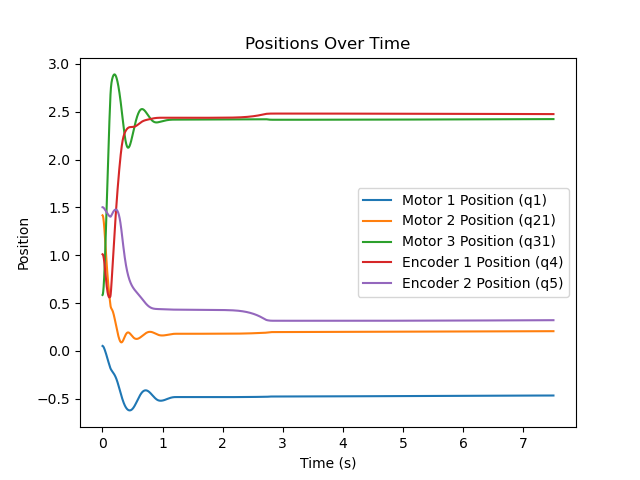 Positions Over Time
3.0
2.5
2.0
1.5
1.0
0.5
0.0
−0.5
Position
Motor 1 Position (q1)
Motor 2 Position (q21)
Motor 3 Position (q31)
Encoder 1 Position (q4)
Encoder 2 Position (q5)
0 1 2 3 4 5 6 7
Time (s)